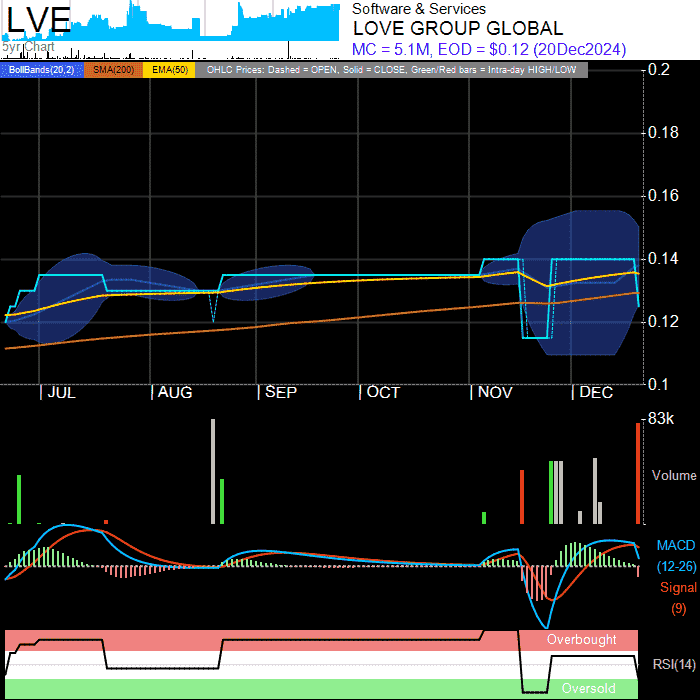 LVE
5yr Chart
Software & Services
LOVE GROUP GLOBAL
MC = 5.1M, EOD = $0.12 (20Dec2024)
BollBands(20,2) SMA(200) EMA(50) OHLC Prices: Dashed = OPEN, Solid = CLOSE, Green/Red bars = Intra-day HIGH/LOW
0.2
0.18
0.16
0.14
0.12
0.1
JUL AUG SEP OCT NOV DEC
83k
Volume
MACD
(12-26)
Signal
(9)
Overbought
RSI(14)
Oversold